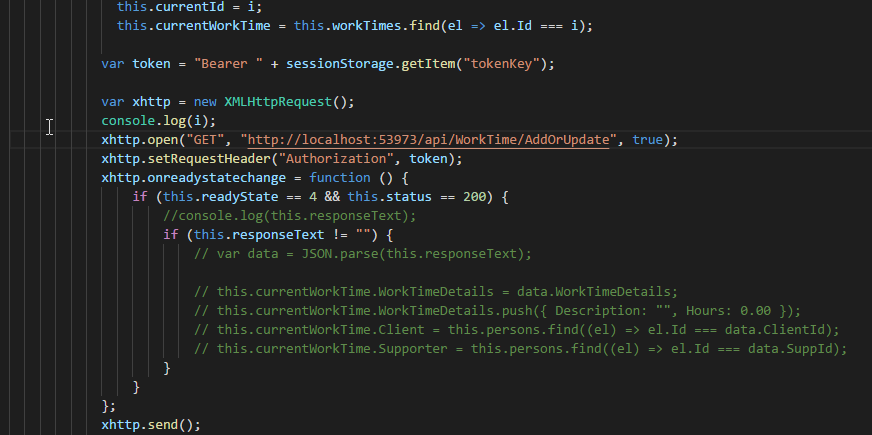 this.currentId = i;
this.currentWorkTime = this.workTimes.find(el => el.Id === i);
var token = "Bearer " + sessionStorage.getItem("tokenKey");
var xhttp = new XMLHttpRequest();
console.log(i);
xhttp.open("GET", "http://localhost:53973/api/WorkTime/AddOrUpdate", true);
xhttp.setRequestHeader("Authorization", token);
xhttp.onreadystatechange = function () {
if (this.readyState == 4 && this.status == 200) {
//console.log(this.responseText);
if (this.responseText != "") {
// var data = JSON.parse(this.responseText);
// this.currentWorkTime.WorkTimeDetails = data.WorkTimeDetails;
// this.currentWorkTime.WorkTimeDetails.push({ Description: "", Hours: 0.00 });
// this.currentWorkTime.Client = this.persons.find((el) => el.Id === data.ClientId);
// this.currentWorkTime.Supporter = this.persons.find((el) => el.Id === data.SuppId);
}
}
};
xhttp.send();